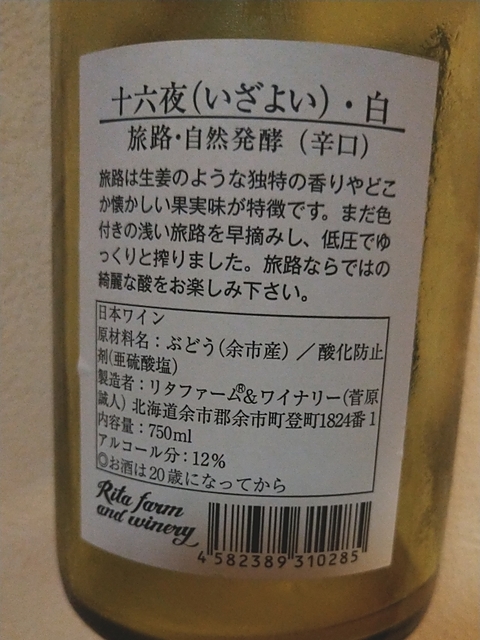 十六夜(いざよい)・白
旅路・自然発酵（辛口）
旅路は生姜のような独特の香りやどこ
か懐かしい果実味が特徴です。まだ色
付きの浅い旅路を早摘みし、低圧でゆ
っくりと搾りました。旅路ならではの
綺麗な酸をお楽しみ下さい。
日本ワイン
原材料名：ぶどう(余市産)／酸化防止
剤(亜硫酸塩)
製造者：リタファーム®&ワイナリー(菅原
誠人) 北海道余市郡余市町登町1824番1
内容量：750ml
アルコール分：12%
◎お酒は20歳になってから
Rita farm
and winery
4 582389 310285